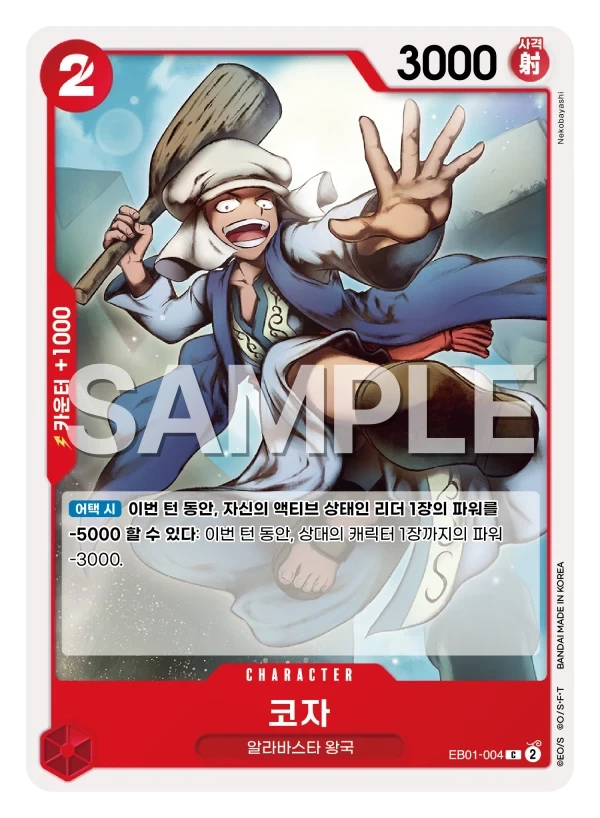 2
3000
사격
射
Nekobayashi
⚡카운터 +1000
SAMPLE
어택 시 이번 턴 동안, 자신의 액티브 상태인 리더 1장의 파워를
-5000 할 수 있다: 이번 턴 동안, 상대의 캐릭터 1장까지의 파워
-3000.
CHARACTER
코자
알라바스타 왕국
EB01-004 C 2
©EO/S ©O/S·F·T BANDAI MADE IN KOREA